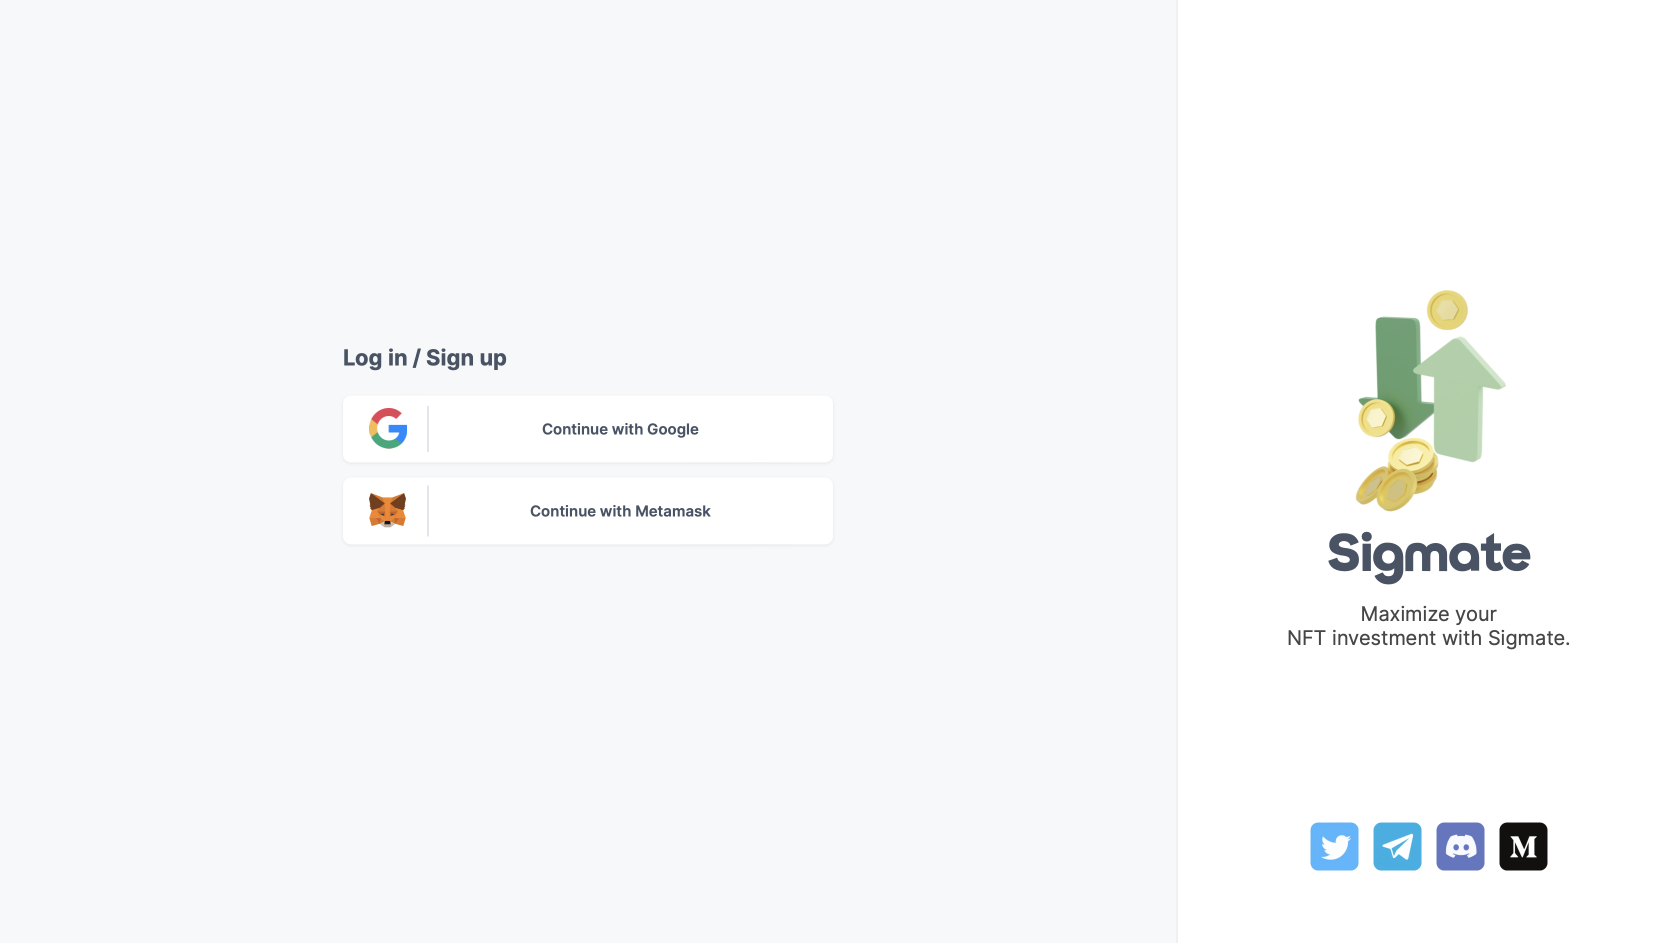 Log in / Sign up
Continue with Google
Continue with Metamask
Sigmate
Maximize your
NFT investment with Sigmate.
M